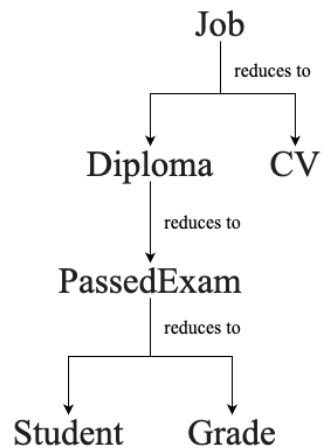 Job
reduces to
Diploma CV
reduces to
PassedExam
reduces to
Student Grade